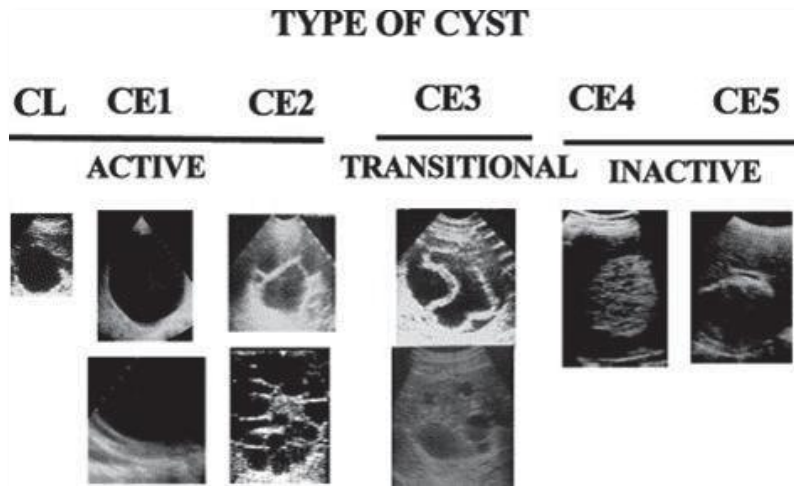 TYPE OF CYST
CL CE1 CE2 CE3 CE4 CE5
ACTIVE TRANSITIONAL INACTIVE